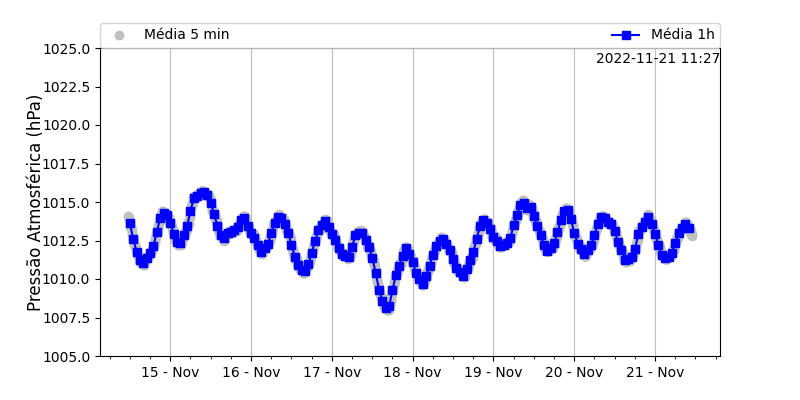 Média 5 min
Média 1h
2022-11-21 11:27
Pressão Atmosférica (hPa)
1025.0
1022.5
1020.0
1017.5
1015.0
1012.5
1010.0
1007.5
1005.0
15 - Nov
16 - Nov
17 - Nov
18 - Nov
19 - Nov
20 - Nov
21 - Nov